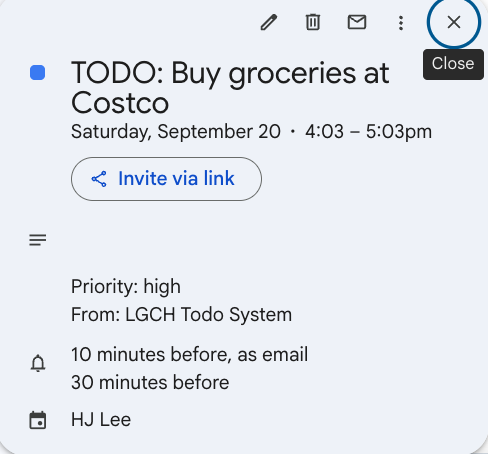 Close
TODO: Buy groceries at
Costco
Saturday, September 20 · 4:03 – 5:03pm
Invite via link
Priority: high
From: LGCH Todo System
10 minutes before, as email
30 minutes before
HJ Lee